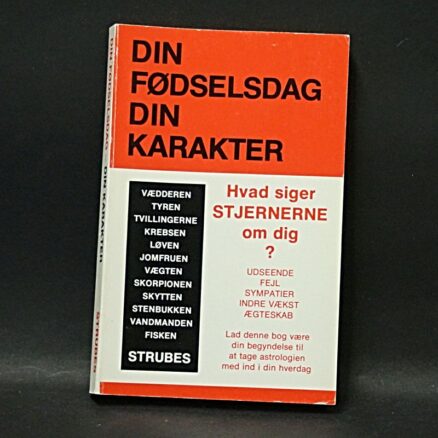 DIN
FØDSELSDAG
DIN
KARAKTER
VÆDDEREN
TYREN
TVILLINGERNE
KREBSEN
LØVEN
JOMFRUEN
VÆGTEN
SKORPIONEN
SKYTTEN
STENBUKKEN
VANDMANDEN
FISKEN
STRUBES
Hvad siger
STJERNERNE
om dig
?
UDSEENDE
FEJL
SYMPATIER
INDRE VÆKST
ÆGTESKAB
Lad denne bog være
din begyndelse til
at tage astrologien
med ind i din hverdag
DIN FØDSELSDAG DIN KARAKTER STRUBES